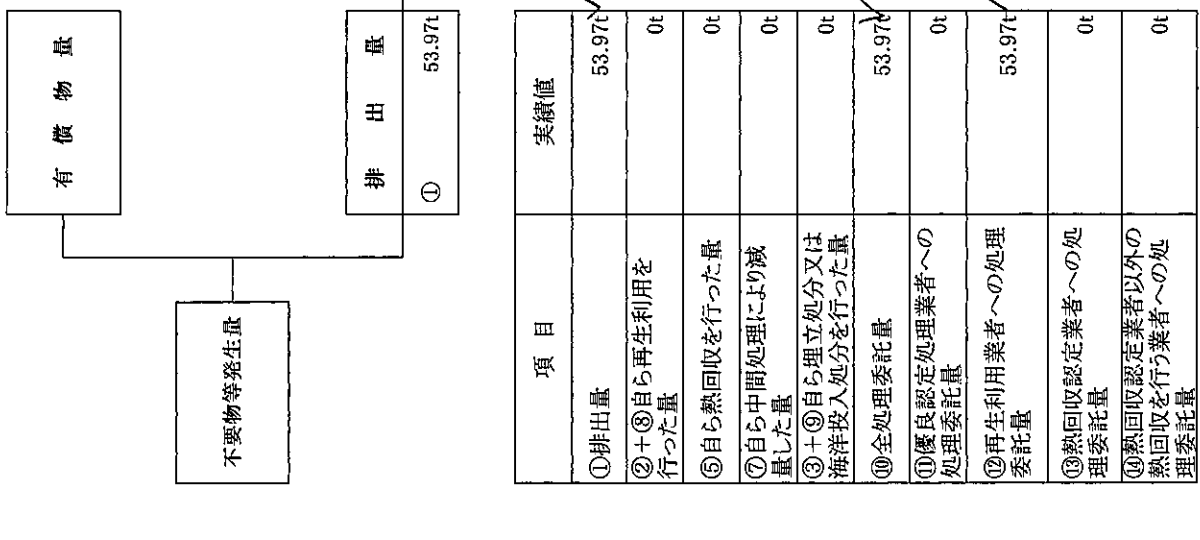 不要物等発生量
有償物量
排出量
① 53.97t
項目 実績値
①排出量 53.97t
②＋⑧自ら再生利用を
行った量 0t
⑤自ら熱回収を行った量 0t
⑦自ら中間処理により減
量した量 0t
③＋⑨自ら埋立処分又は
海洋投入処分を行った量 0t
⑩全処理委託量 53.97t
⑪優良認定処理業者への
処理委託量 0t
⑫再生利用業者への処理
委託量 53.97t
⑬熱回収認定業者への処
理委託量 0t
⑭熱回収認定業者以外の
熱回収を行う業者への処
理委託量 0t